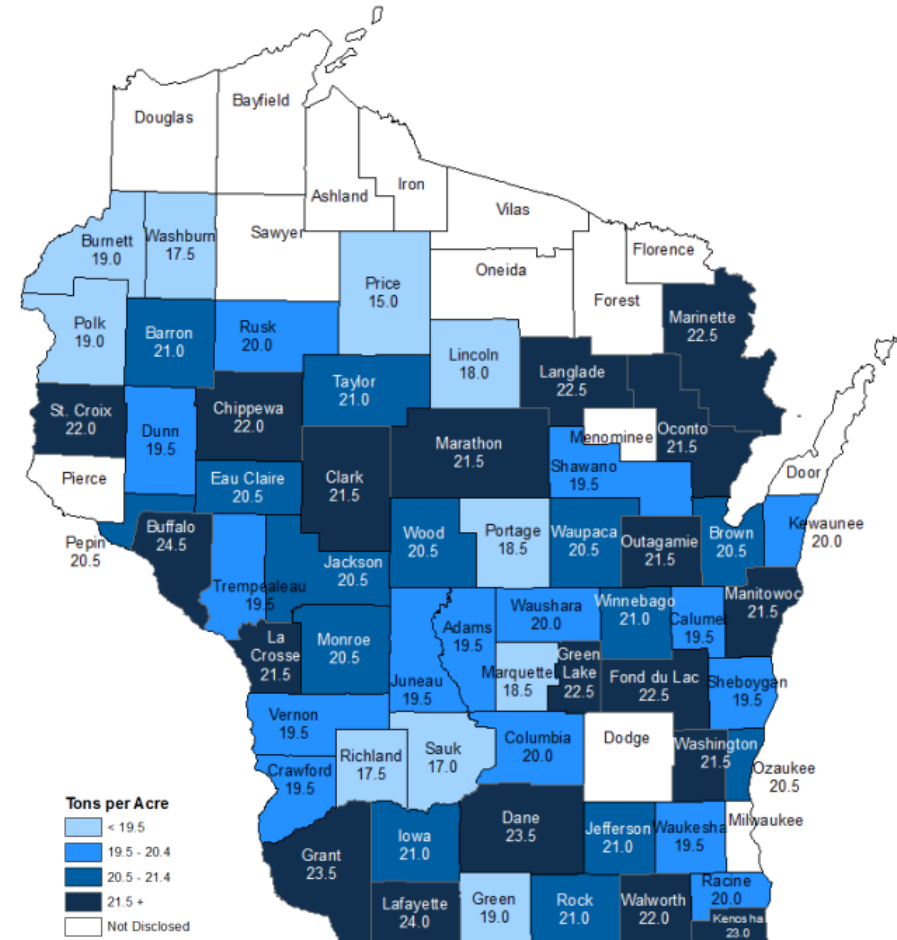 Douglas
Bayfield
Ashland
Iron
Vilas
Sawyer
Burnett
19.0
Washburn
17.5
Price
15.0
Oneida
Florence
Forest
Marinette
22.5
Polk
19.0
Barron
21.0
Rusk
20.0
Lincoln
18.0
Langlade
22.5
Taylor
21.0
St. Croix
22.0
Dunn
19.5
Chippewa
22.0
Marathon
21.5
Menominee
Oconto
21.5
Shawano
19.5
Door
Pierce
Eau Claire
20.5
Clark
21.5
Pepin
20.5
Buffalo
24.5
Trempealeau
19.5
Jackson
20.5
Wood
20.5
Portage
18.5
Waupaca
20.5
Outagamie
21.5
Brown
20.5
Kewaunee
20.0
La
Crosse
21.5
Monroe
20.5
Juneau
19.5
Adams
19.5
Waushara
20.0
Winnebago
21.0
Calumet
19.5
Manitowoc
21.5
Marquette
18.5
Green
Lake
22.5
Fond du Lac
22.5
Sheboygan
19.5
Vernon
19.5
Crawford
19.5
Richland
17.5
Sauk
17.0
Columbia
20.0
Dodge
Washington
21.5
Ozaukee
20.5
Grant
23.5
Iowa
21.0
Dane
23.5
Jefferson
21.0
Waukesha
19.5
Milwaukee
Lafayette
24.0
Green
19.0
Rock
21.0
Walworth
22.0
Racine
20.0
Kenosha
23.0
Tons per Acre
< 19.5
19.5 - 20.4
20.5 - 21.4
21.5 +
Not Disclosed